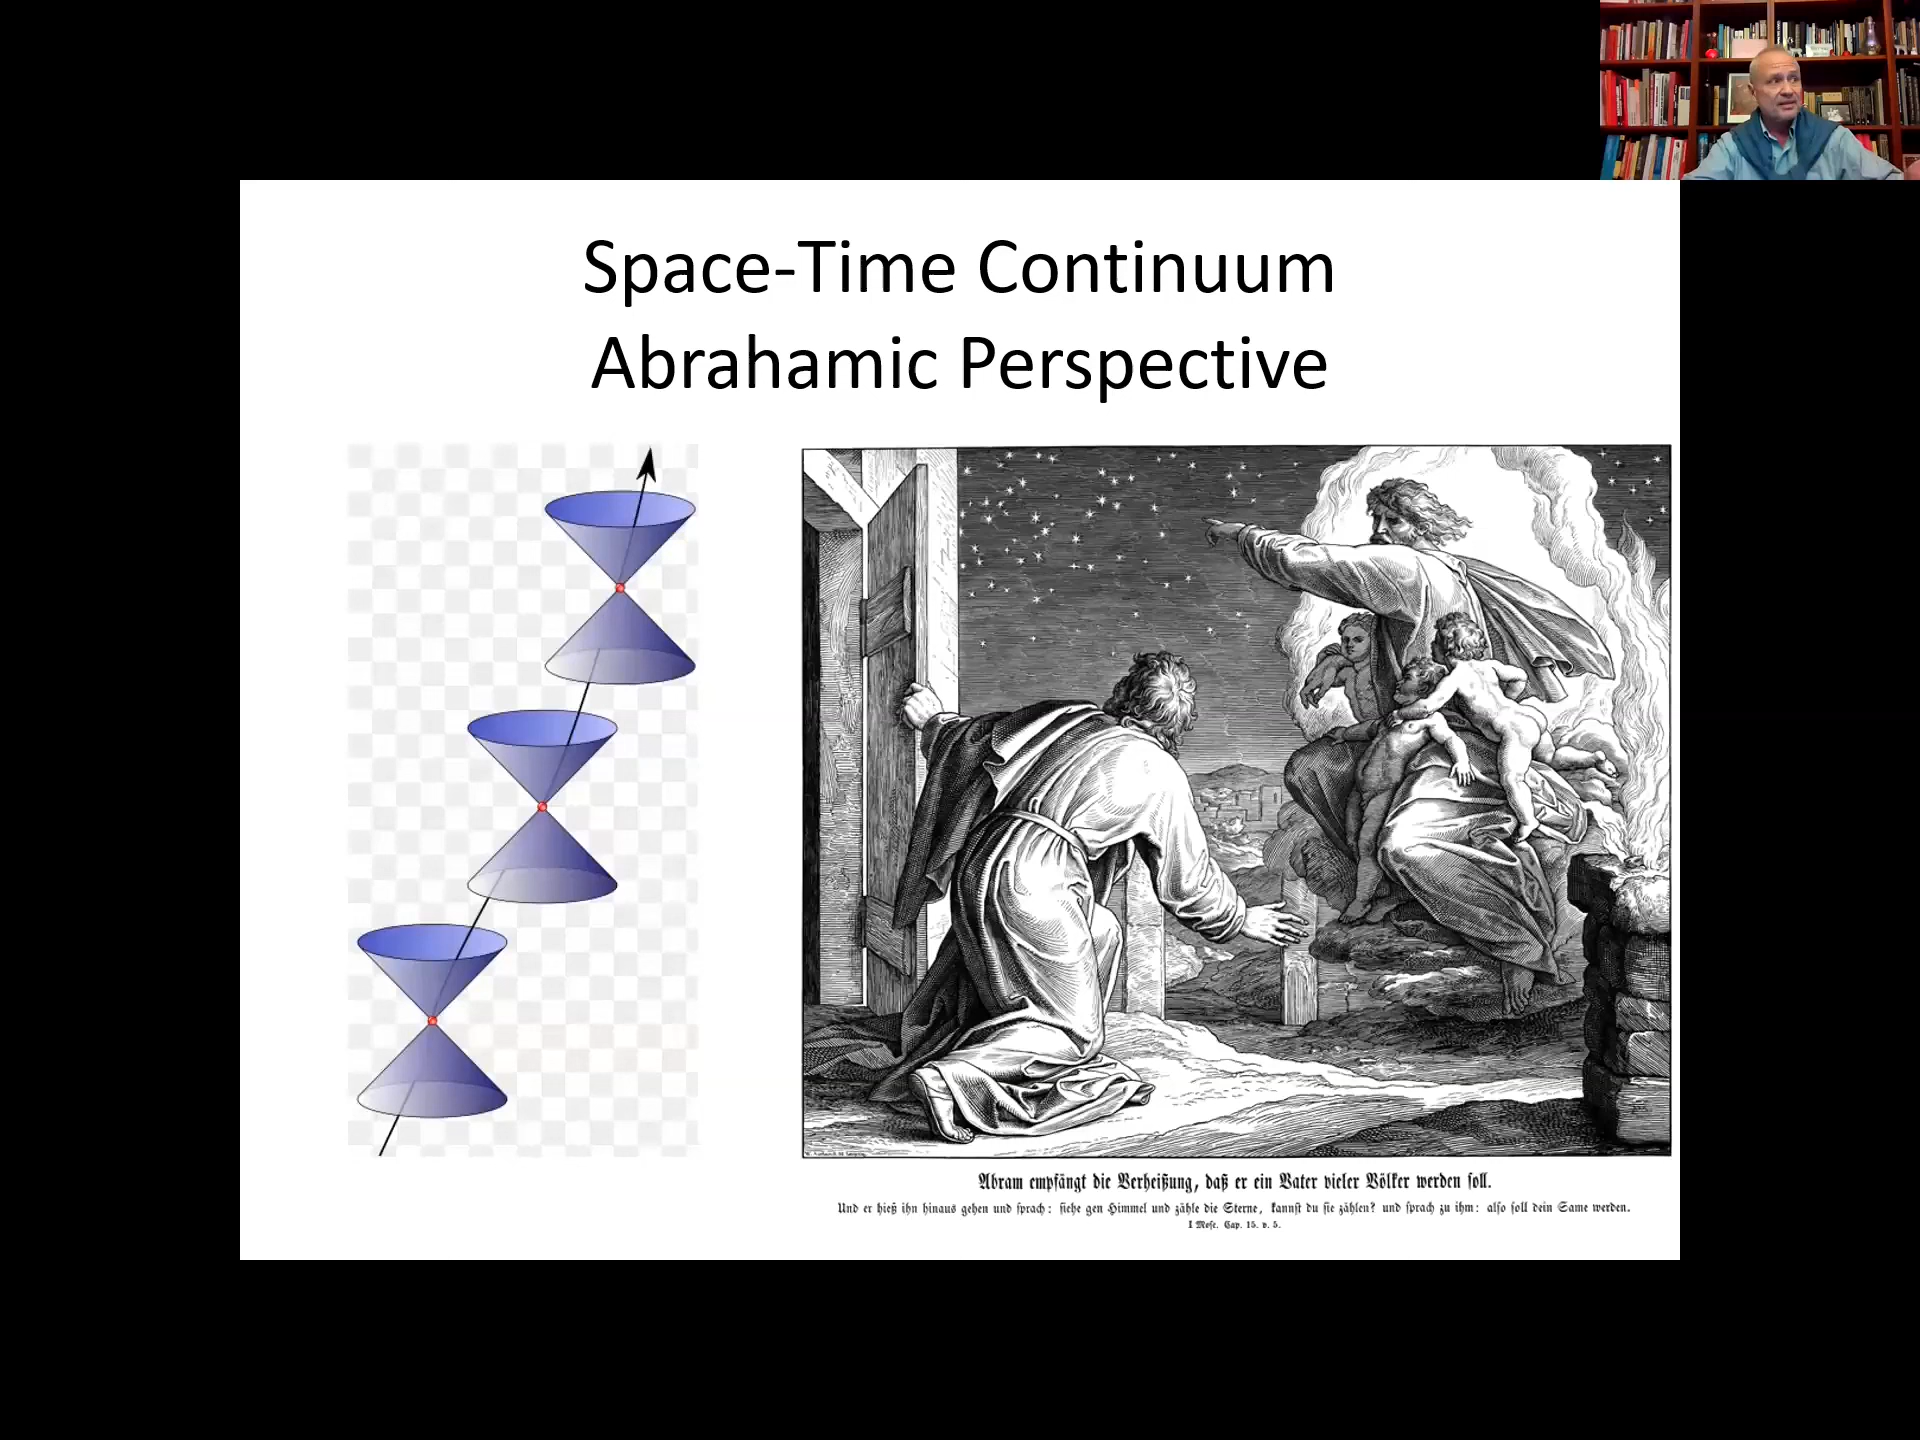 Space-Time Continuum
Abrahamic Perspective
Abram empfängt die Verheißung, daß er ein Vater vieler Völker werden soll.
Und er hieß ihn hinaus gehen und sprach: siehe gen Himmel und zähle die Sterne, kannst du sie zählen? und sprach zu ihm: also soll dein Same werden.
I Mose. Cap. 15. v. 5.